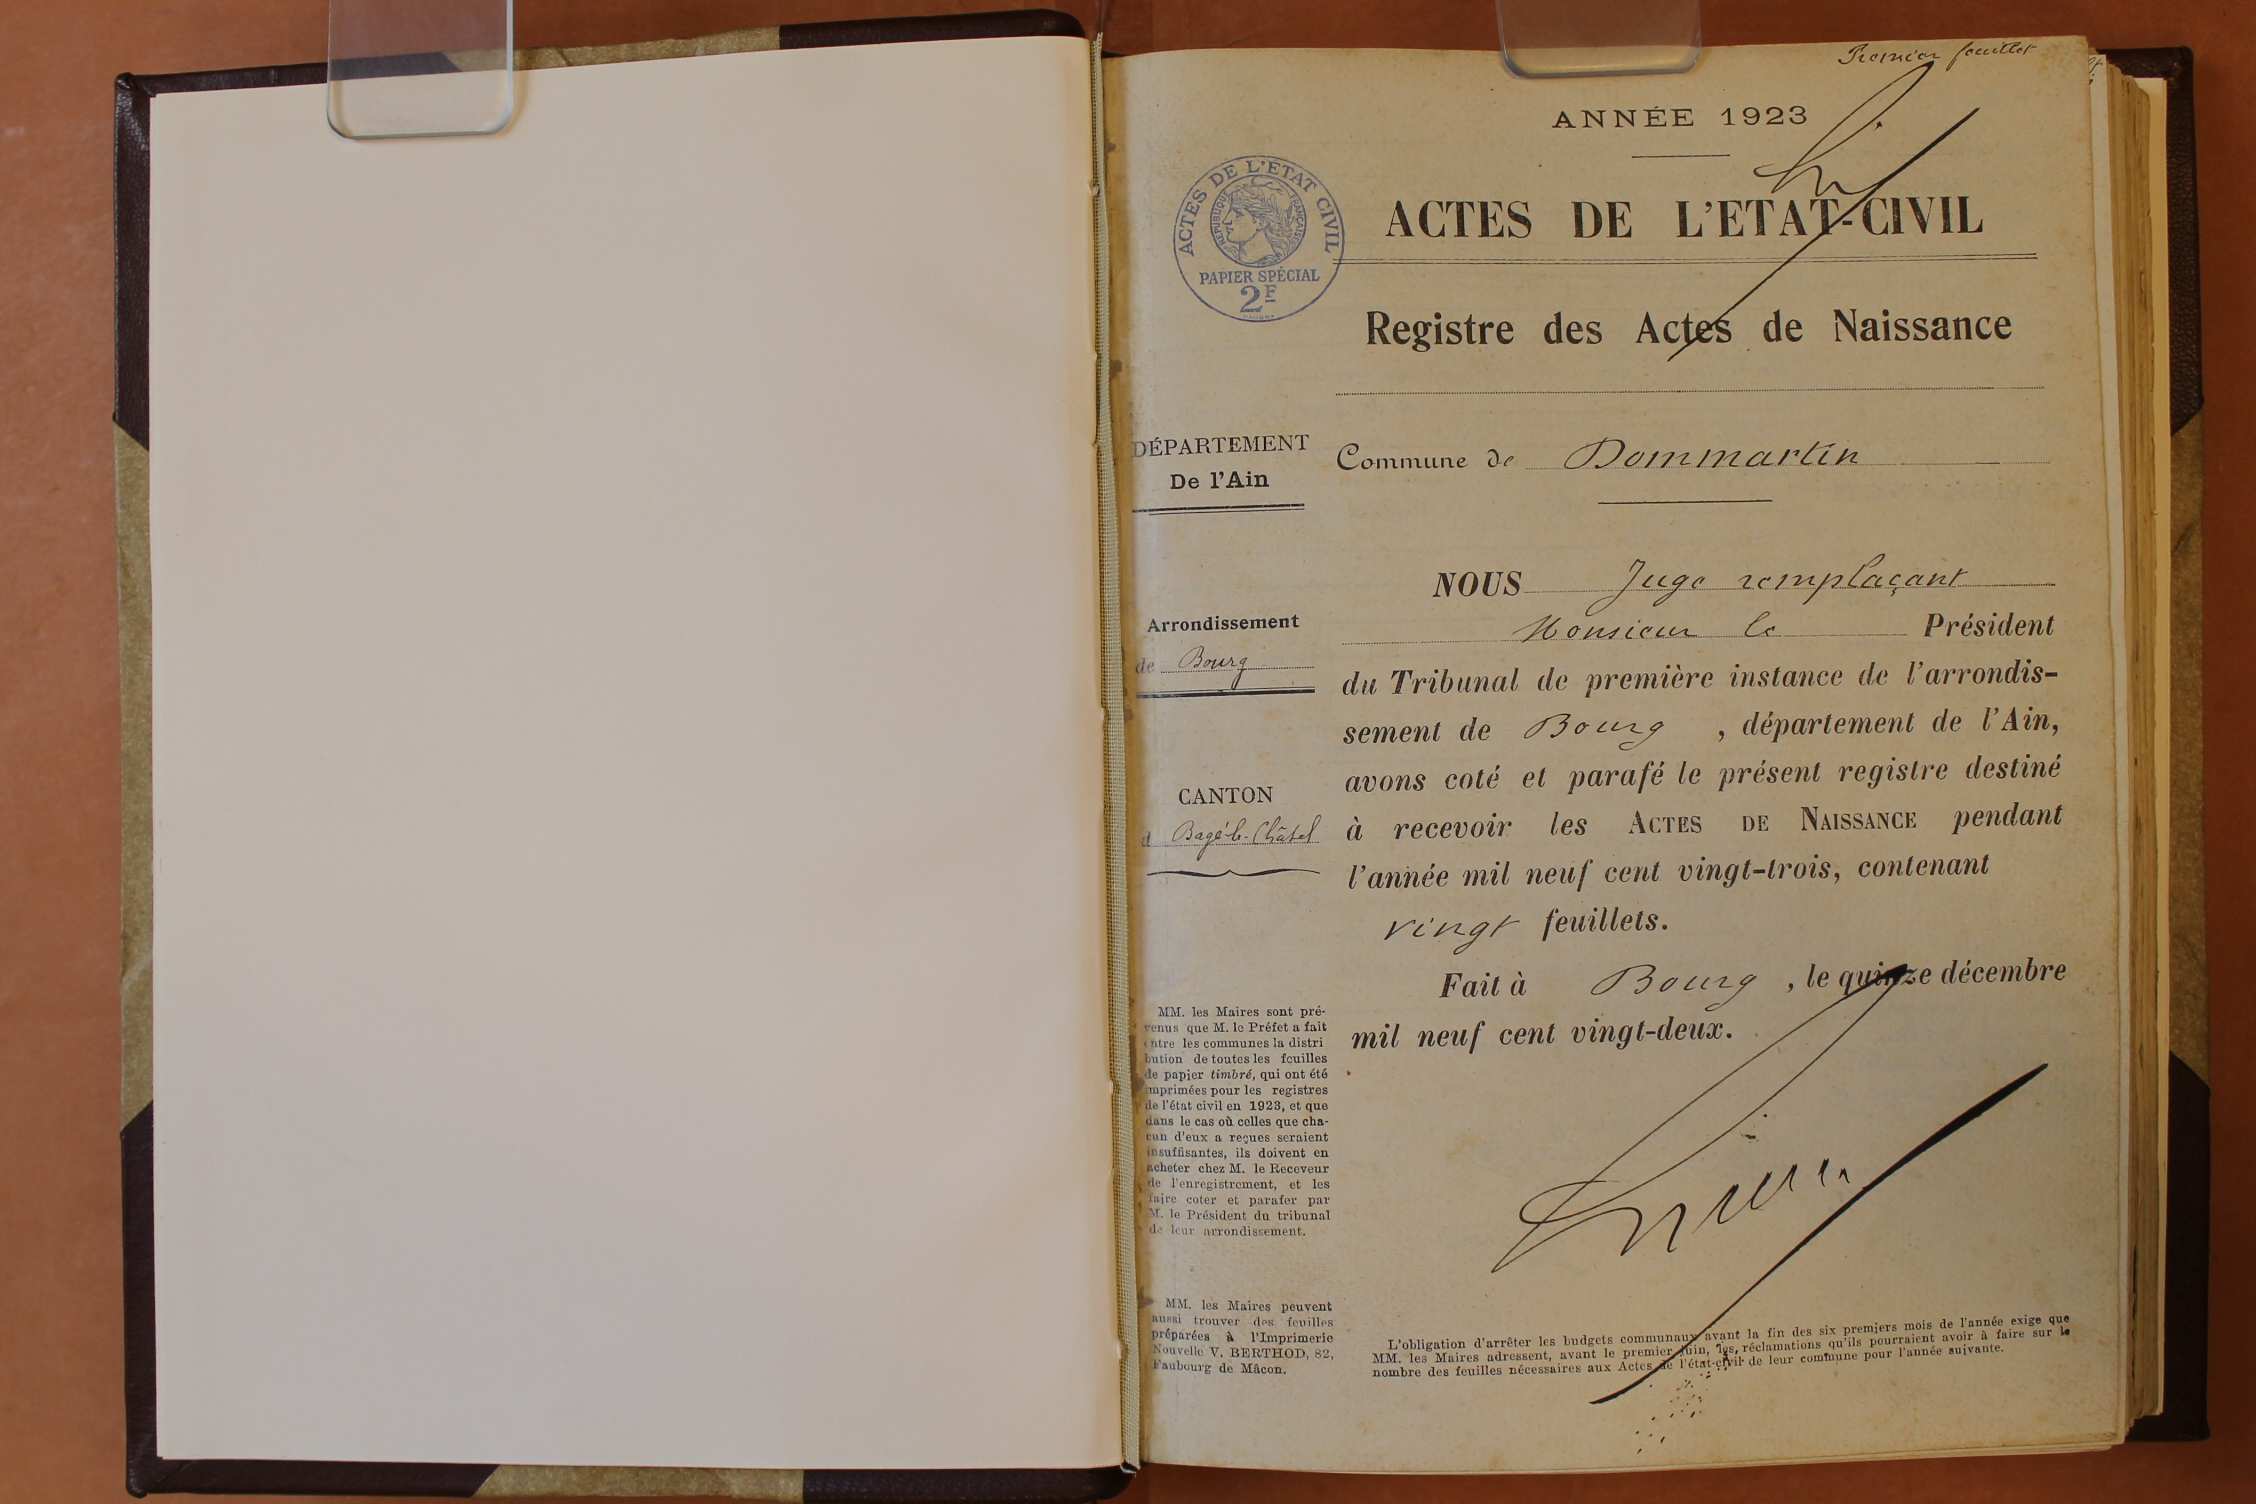 Premier feuillet
ANNÉE 1923
ACTES DE L'ETAT CIVIL
RÉPUBLIQUE FRANÇAISE
PAPIER SPÉCIAL
2F
ACTES DE L'ETAT-CIVIL
Registre des Actes de Naissance
DÉPARTEMENT
De l'Ain
Arrondissement
de Bourg
CANTON
d Bagé-le-Châtel
MM. les Maires sont pré-
venus que M. le Préfet a fait
entre les communes la distri
bution de toutes les feuilles
de papier timbré, qui ont été
imprimées pour les registres
de l'état civil en 1923, et que
dans le cas où celles que cha-
cun d'eux a reçues seraient
insuffisantes, ils doivent en
acheter chez M. le Receveur
de l'enregistrement, et les
faire coter et parafer par
M. le Président du tribunal
de leur arrondissement.
MM. les Maires peuvent
aussi trouver des feuilles
préparées à l'Imprimerie
Nouvelle V. BERTHOD, 82,
Faubourg de Mâcon.
Commune de Dommartin
NOUS Juge remplaçant
Monsieur le Président
du Tribunal de première instance de l'arrondis-
sement de Bourg , département de l'Ain,
avons coté et parafé le présent registre destiné
à recevoir les ACTES DE NAISSANCE pendant
l'année mil neuf cent vingt-trois, contenant
vingt feuillets.
Fait à Bourg , le quinze décembre
mil neuf cent vingt-deux.
L'obligation d'arrêter les budgets communaux avant la fin des six premiers mois de l'année exige que
MM. les Maires adressent, avant le premier juin, les réclamations qu'ils pourraient avoir à faire sur le
nombre des feuilles nécessaires aux Actes de l'état-civil de leur commune pour l'année suivante.